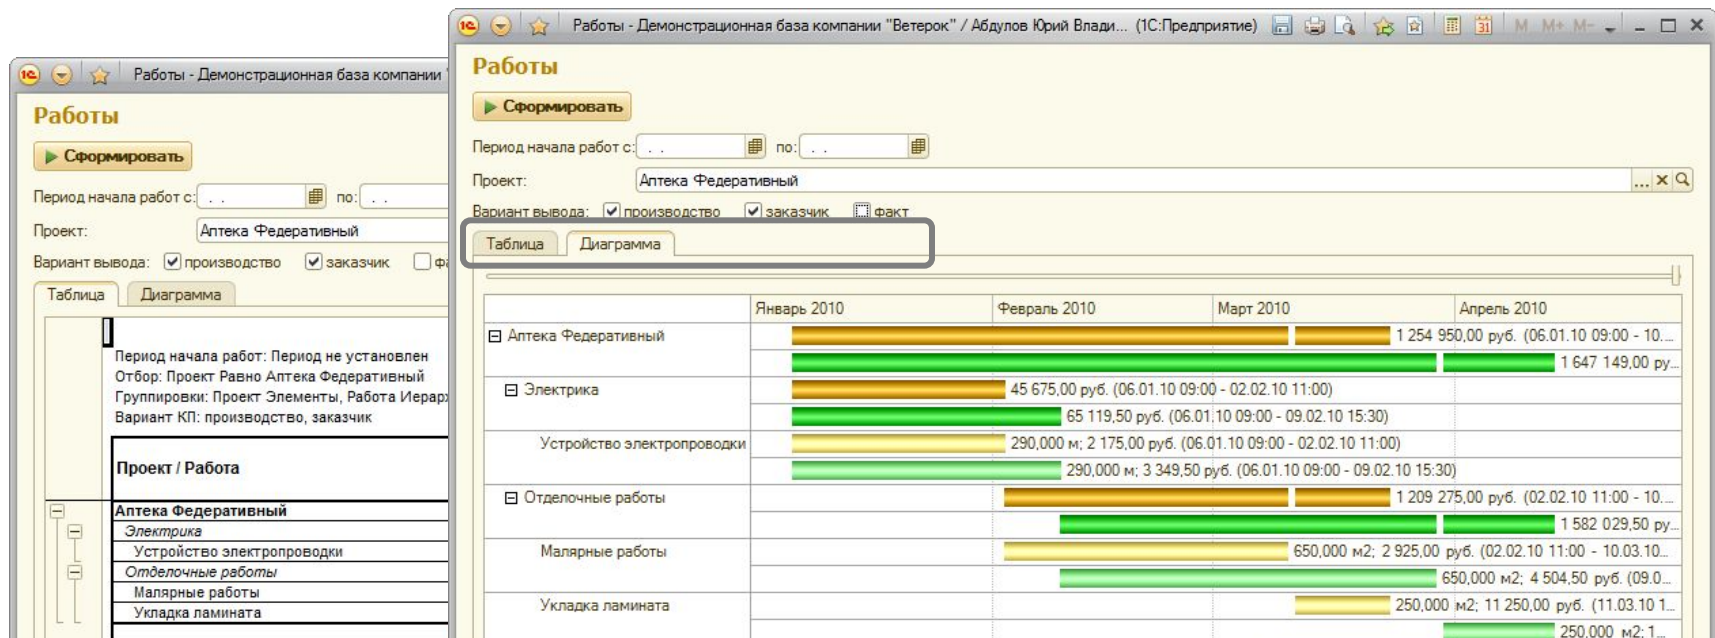 Работы - Демонстрационная база компании "Ветерок" / Абдулов Юрий Влади... (1С:Предприятие)
31 M M+ M-
Работы
Сформировать
Период начала работ с: . . по: . .
Проект: Аптека Федеративный ...
Вариант вывода: производство заказчик факт
Таблица Диаграмма
Январь 2010 Февраль 2010 Март 2010 Апрель 2010
Аптека Федеративный 1 254 950,00 руб. (06.01.10 09:00 - 10....
1 647 149,00 ру...
Электрика 45 675,00 руб. (06.01.10 09:00 - 02.02.10 11:00)
65 119,50 руб. (06.01.10 09:00 - 09.02.10 15:30)
Устройство электропроводки 290,000 м; 2 175,00 руб. (06.01.10 09:00 - 02.02.10 11:00)
290,000 м; 3 349,50 руб. (06.01.10 09:00 - 09.02.10 15:30)
Отделочные работы 1 209 275,00 руб. (02.02.10 11:00 - 10....
1 582 029,50 ру...
Малярные работы 650,000 м2; 2 925,00 руб. (02.02.10 11:00 - 10.03.10...
650,000 м2; 4 504,50 руб. (09.0...
Укладка ламината 250,000 м2; 11 250,00 руб. (11.03.10 1...
250,000 м2; 1...
Работы - Демонстрационная база компании "
Работы
Сформировать
Период начала работ с: . . по: . .
Проект: Аптека Федеративный
Вариант вывода: производство заказчик фа
Таблица Диаграмма
Период начала работ: Период не установлен
Отбор: Проект Равно Аптека Федеративный
Группировки: Проект Элементы, Работа Иерарх
Вариант КП: производство, заказчик
Проект / Работа
Аптека Федеративный
Электрика
Устройство электропроводки
Отделочные работы
Малярные работы
Укладка ламината